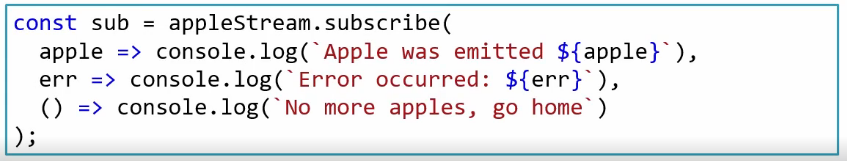 const sub = appleStream.subscribe(
  apple => console.log(`Apple was emitted ${apple}`),
  err => console.log(`Error occurred: ${err}`),
  () => console.log(`No more apples, go home`)
);